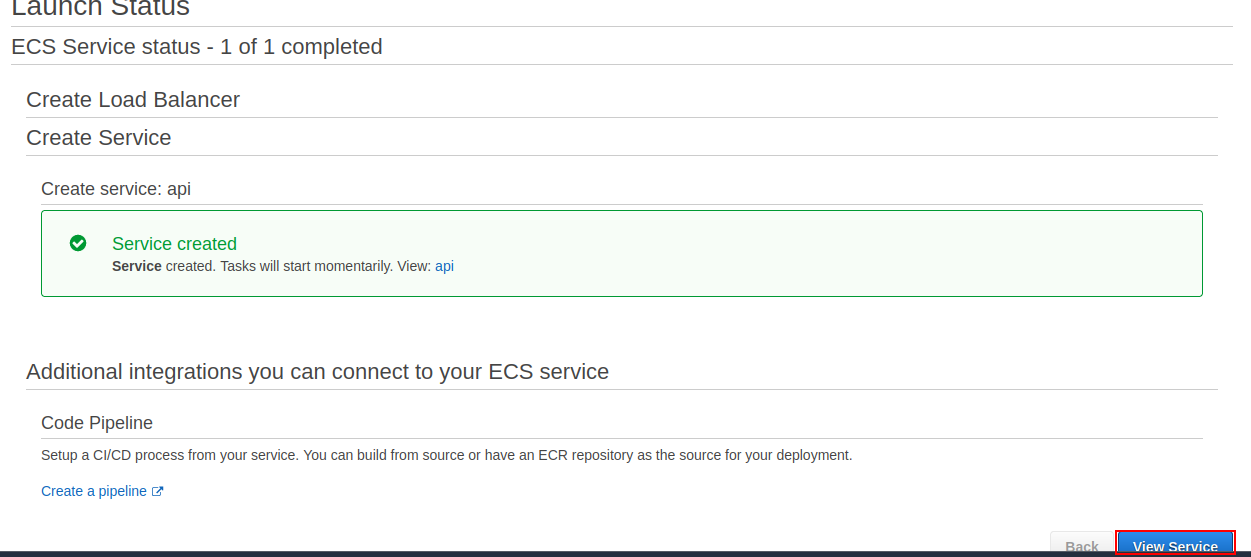 Launch Status
ECS Service status - 1 of 1 completed
Create Load Balancer
Create Service
Create service: api
Service created
Service created. Tasks will start momentarily. View: api
Additional integrations you can connect to your ECS service
Code Pipeline
Setup a CI/CD process from your service. You can build from source or have an ECR repository as the source for your deployment.
Create a pipeline
Back View Service